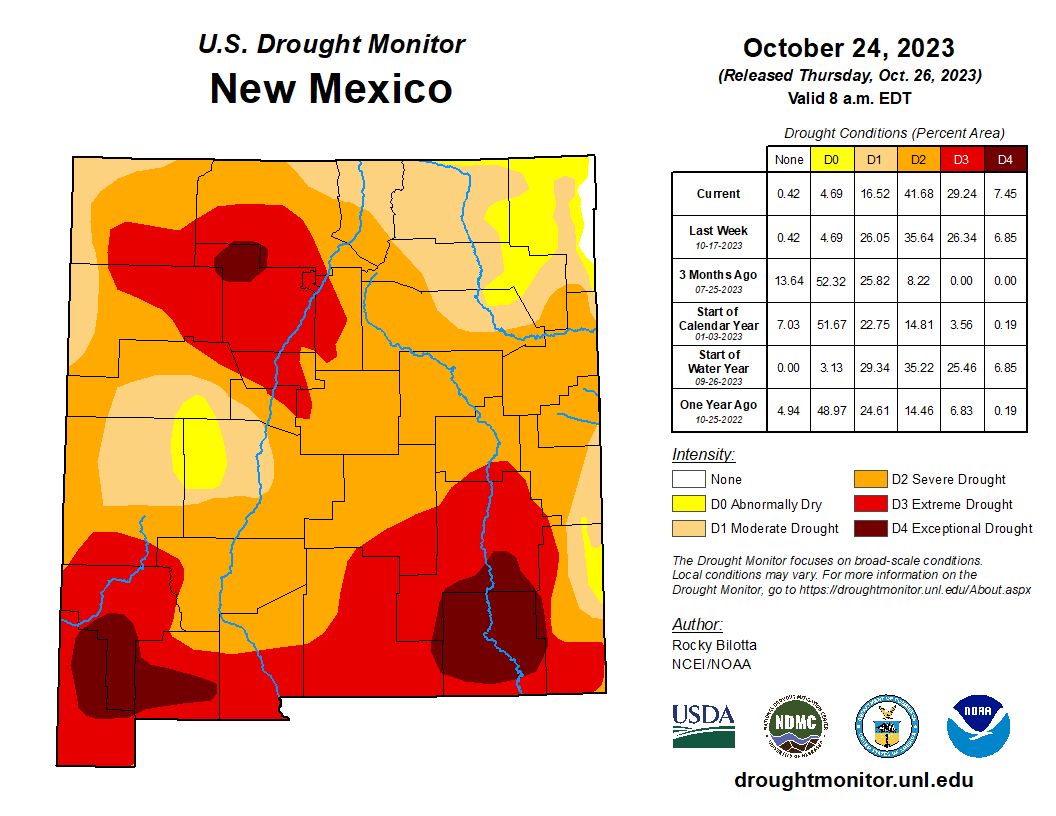 U.S. Drought Monitor
New Mexico
October 24, 2023
(Released Thursday, Oct. 26, 2023)
Valid 8 a.m. EDT
Drought Conditions (Percent Area)
None D0 D1 D2 D3 D4
Current 0.42 4.69 16.52 41.68 29.24 7.45
Last Week
10-17-2023 0.42 4.69 26.05 35.64 26.34 6.85
3 Months Ago
07-25-2023 13.64 52.32 25.82 8.22 0.00 0.00
Start of
Calendar Year
01-03-2023 7.03 51.67 22.75 14.81 3.56 0.19
Start of
Water Year
09-26-2023 0.00 3.13 29.34 35.22 25.46 6.85
One Year Ago
10-25-2022 4.94 48.97 24.61 14.46 6.83 0.19
Intensity:
None
D0 Abnormally Dry
D1 Moderate Drought
D2 Severe Drought
D3 Extreme Drought
D4 Exceptional Drought
The Drought Monitor focuses on broad-scale conditions.
Local conditions may vary. For more information on the
Drought Monitor, go to https://droughtmonitor.unl.edu/About.aspx
Author:
Rocky Bilotta
NCEI/NOAA
USDA
NDMC
NOAA
droughtmonitor.unl.edu